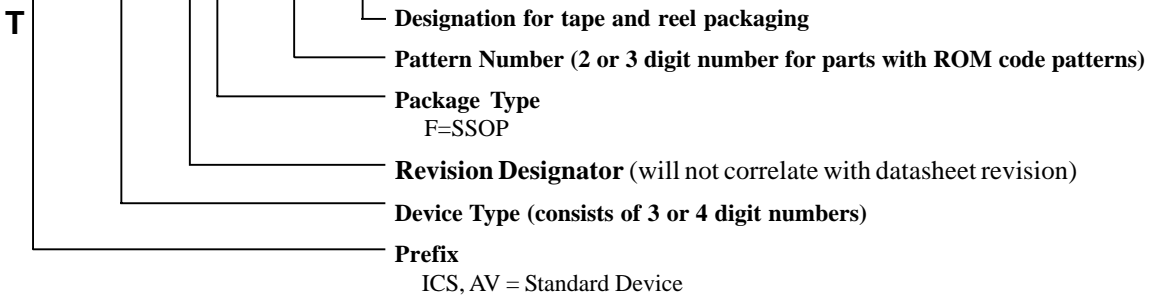 T
Designation for tape and reel packaging
Pattern Number (2 or 3 digit number for parts with ROM code patterns)
Package Type
F=SSOP
Revision Designator (will not correlate with datasheet revision)
Device Type (consists of 3 or 4 digit numbers)
Prefix
ICS, AV = Standard Device